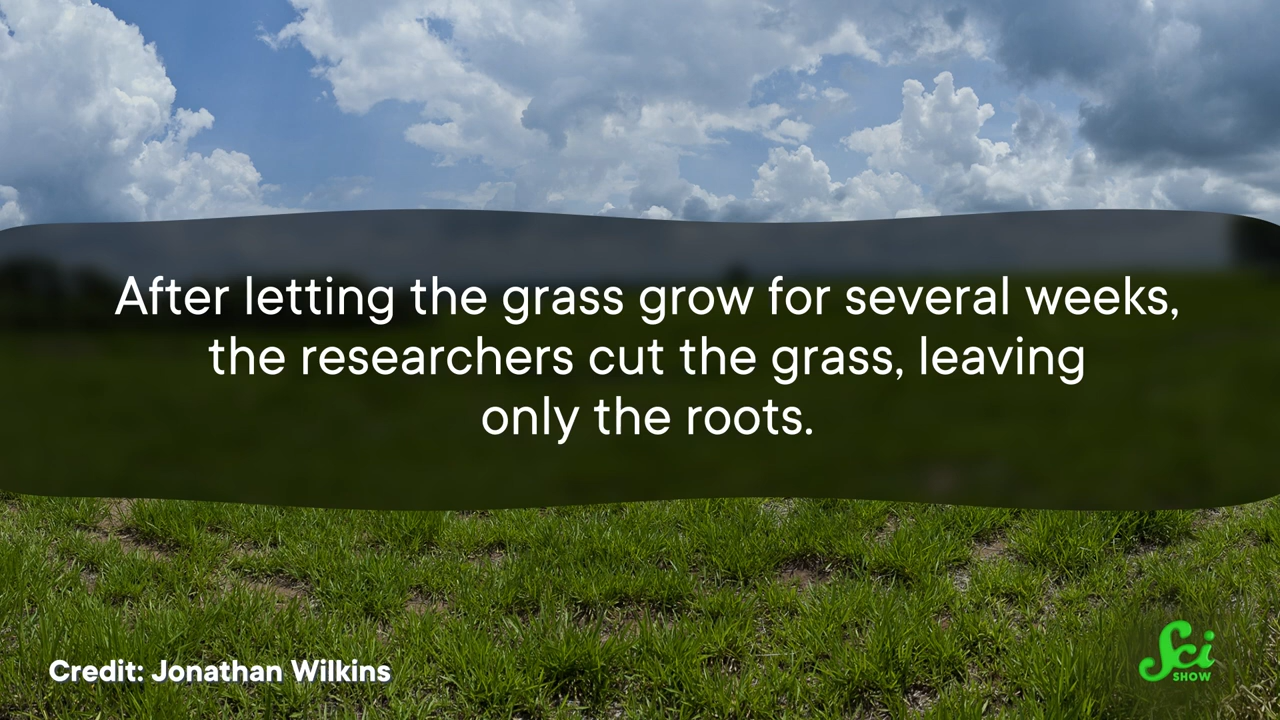 After letting the grass grow for several weeks,
the researchers cut the grass, leaving
only the roots.
Credit: Jonathan Wilkins
Sci
SHOW